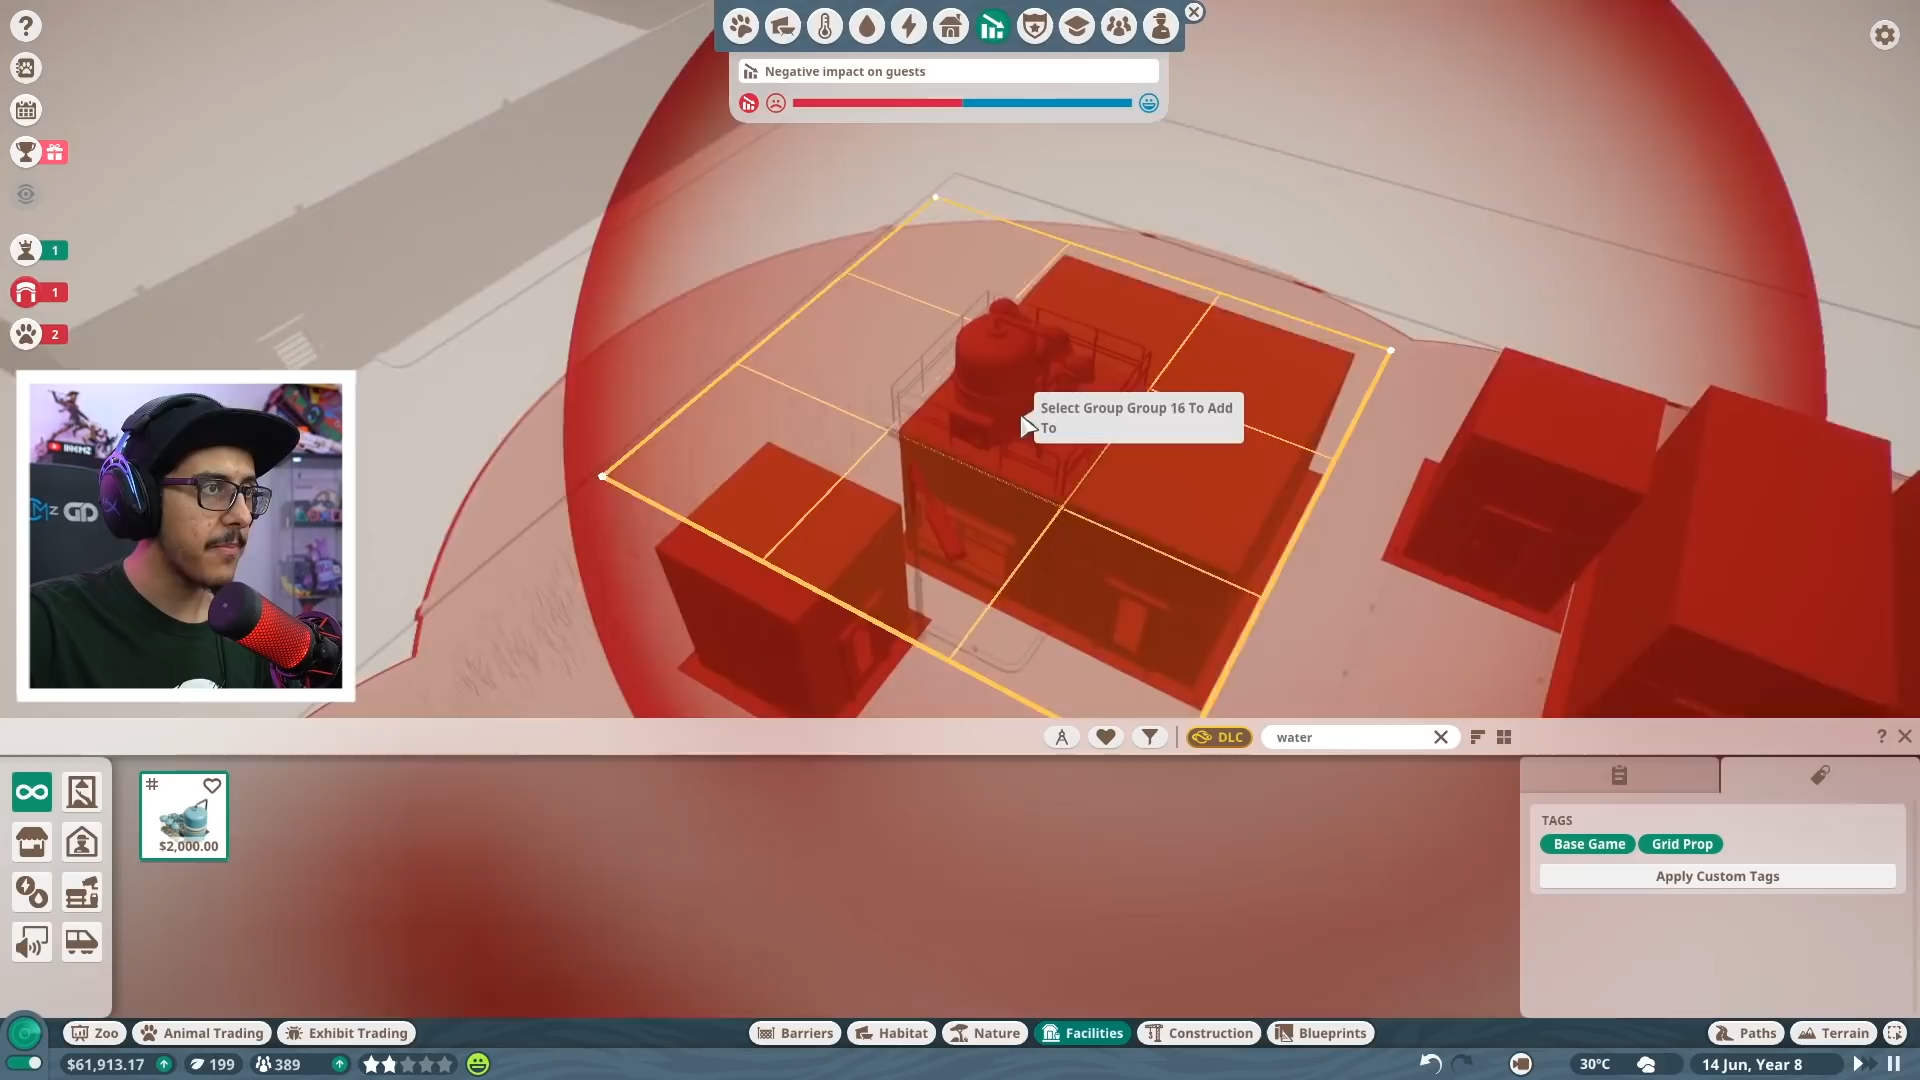 Negative impact on guests
1
1
2
Select Group Group 16 To Add
To
DLC
water
?
$2,000.00
TAGS
Base Game
Grid Prop
Apply Custom Tags
Zoo
Animal Trading
Exhibit Trading
Barriers
Habitat
Nature
Facilities
Construction
Blueprints
Paths
Terrain
$61,913.17
199
389
30°C
14 Jun, Year 8